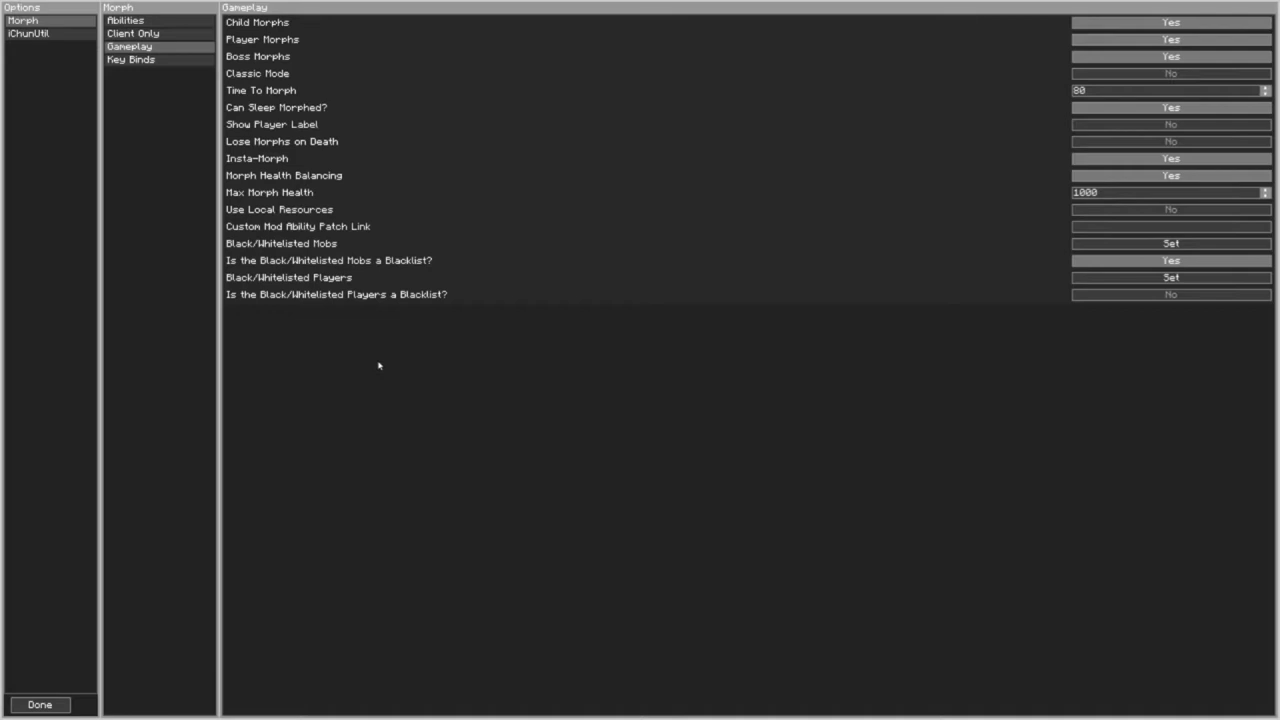 Options
Morph
iChunUtil
Done
Morph
Abilities
Client Only
Gameplay
Key Binds
Gameplay
Child Morphs Yes
Player Morphs Yes
Boss Morphs Yes
Classic Mode No
Time To Morph 80
Can Sleep Morphed? Yes
Show Player Label No
Lose Morphs on Death No
Insta-Morph Yes
Morph Health Balancing Yes
Max Morph Health 1000
Use Local Resources No
Custom Mod Ability Patch Link
Black/Whitelisted Mobs Set
Is the Black/Whitelisted Mobs a Blacklist? Yes
Black/Whitelisted Players Set
Is the Black/Whitelisted Players a Blacklist? No